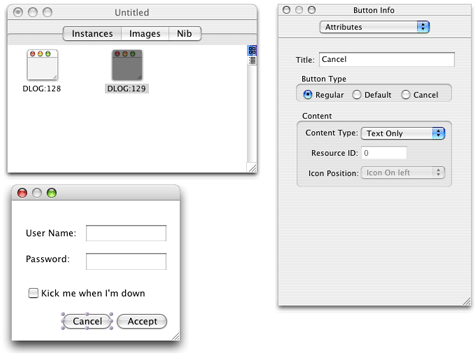 Untitled
Instances Images Nib
DLOG:128 DLOG:129
User Name:
Password:
Kick me when I'm down
Cancel Accept
Button Info
Attributes
Title: Cancel
Button Type
Regular Default Cancel
Content
Content Type: Text Only
Resource ID: 0
Icon Position: Icon On left